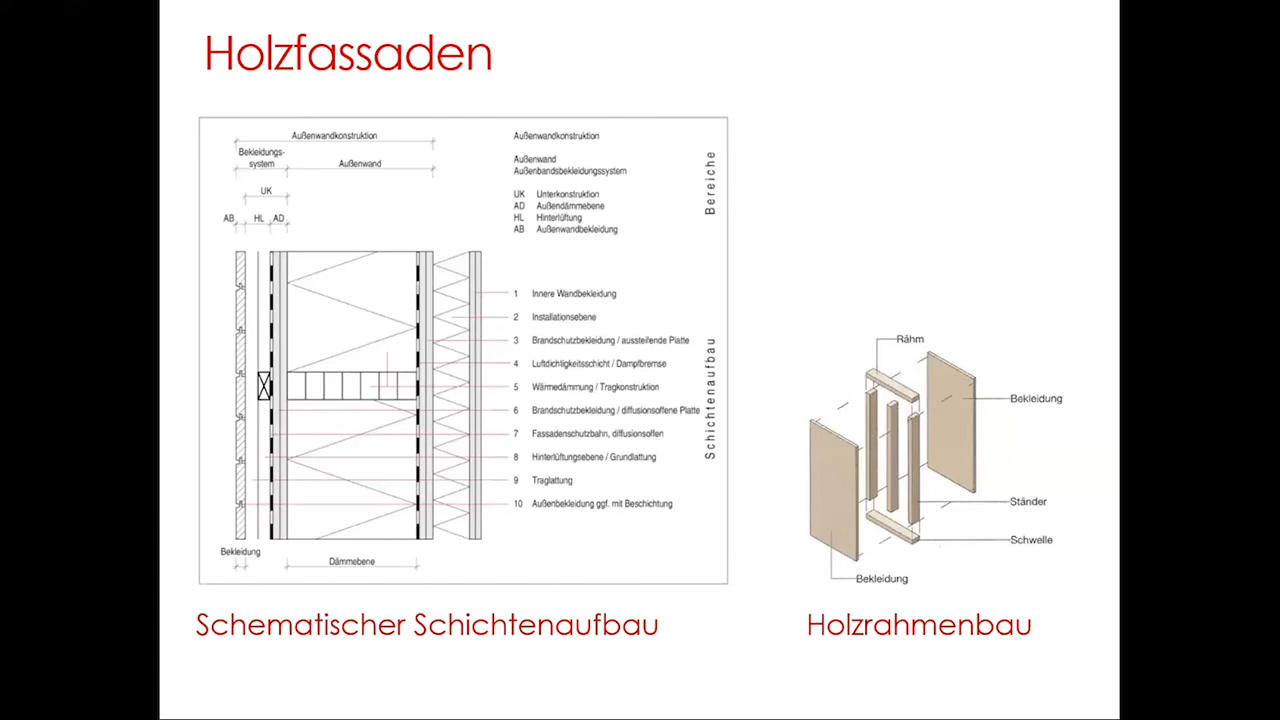 Holzfassaden
Außenwandkonstruktion
Bekleidungs-
system
Außenwand
UK
AB
HL
AD
Außenwandkonstruktion
Außenwand
Außenbandsbekleidungssystem
UK Unterkonstruktion
AD Außendämmebene
HL Hinterlüftung
AB Außenwandbekleidung
Bereiche
1 Innere Wandbekleidung
2 Installationsebene
3 Brandschutzbekleidung / aussteifende Platte
4 Luftdichtigkeitsschicht / Dampfbremse
5 Wärmedämmung / Tragkonstruktion
6 Brandschutzbekleidung / diffusionsoffene Platte
7 Fassadenschutzbahn, diffusionsoffen
8 Hinterlüftungsebene / Grundlattung
9 Traglattung
10 Außenbekleidung ggf. mit Beschichtung
Schichtenaufbau
Bekleidung
Dämmebene
Rähm
Bekleidung
Ständer
Schwelle
Bekleidung
Schematischer Schichtenaufbau
Holzrahmenbau